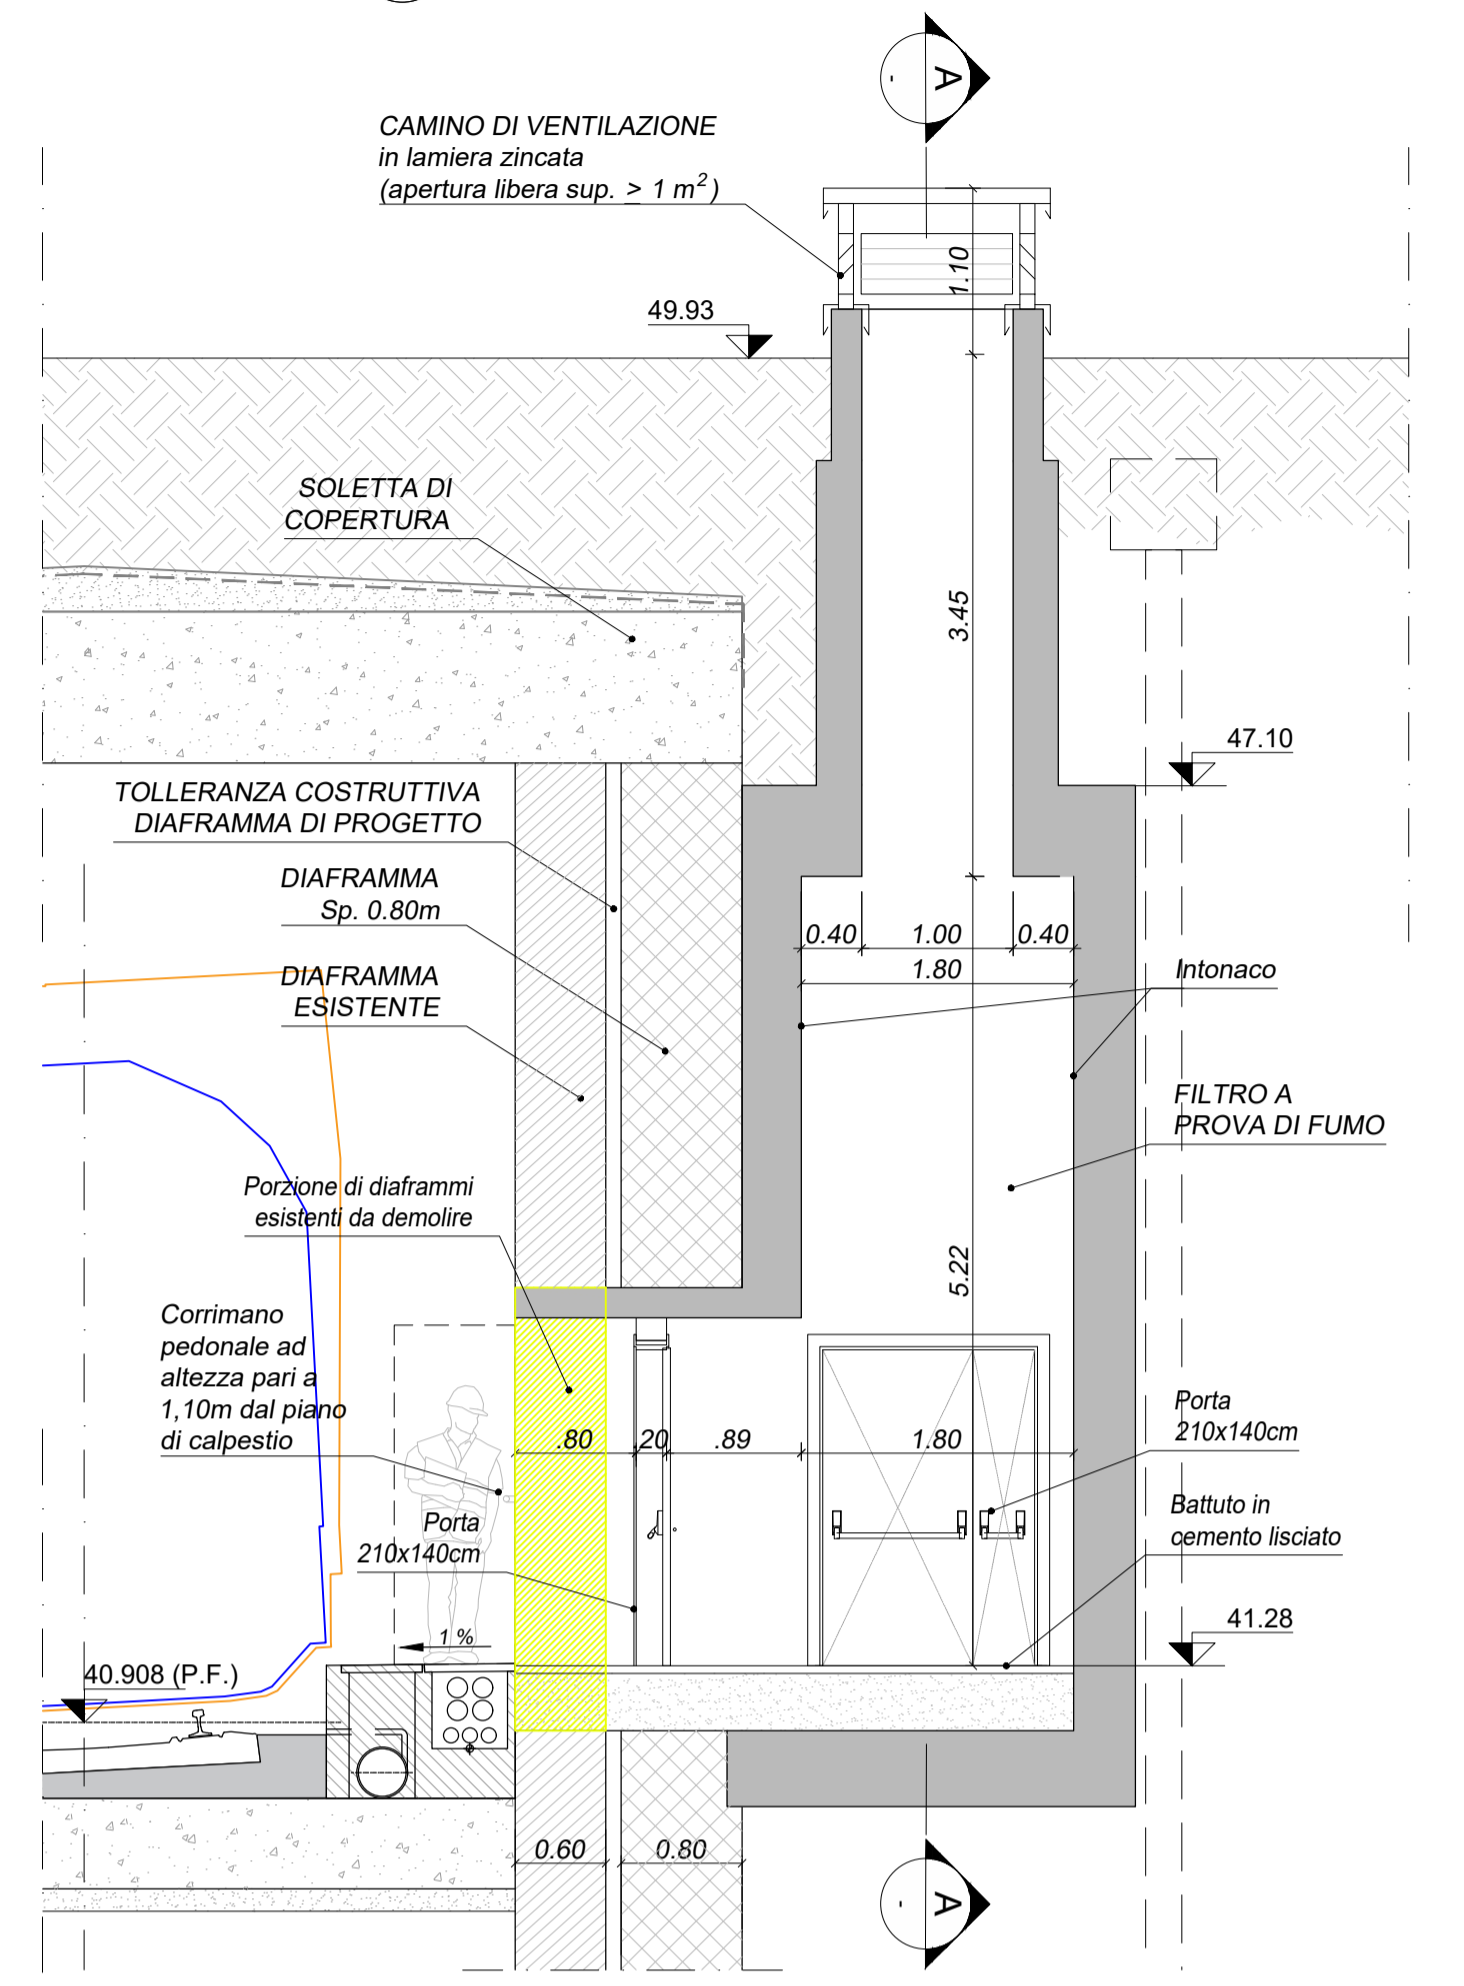 A
-
CAMINO DI VENTILAZIONE
in lamiera zincata
(apertura libera sup. ≥ 1 m²)
1.10
49.93
SOLETTA DI
COPERTURA
3.45
47.10
TOLLERANZA COSTRUTTIVA
DIAFRAMMA DI PROGETTO
DIAFRAMMA
Sp. 0.80m
0.40
1.00
0.40
1.80
DIAFRAMMA
ESISTENTE
Intonaco
FILTRO A
PROVA DI FUMO
Porzione di diaframmi
esistenti da demolire
5.22
Corrimano
pedonale ad
altezza pari a
1,10m dal piano
di calpestio
.80
.20
.89
1.80
Porta
210x140cm
Porta
210x140cm
Battuto in
cemento lisciato
1 %
41.28
40.908 (P.F.)
0.60
0.80
A
-